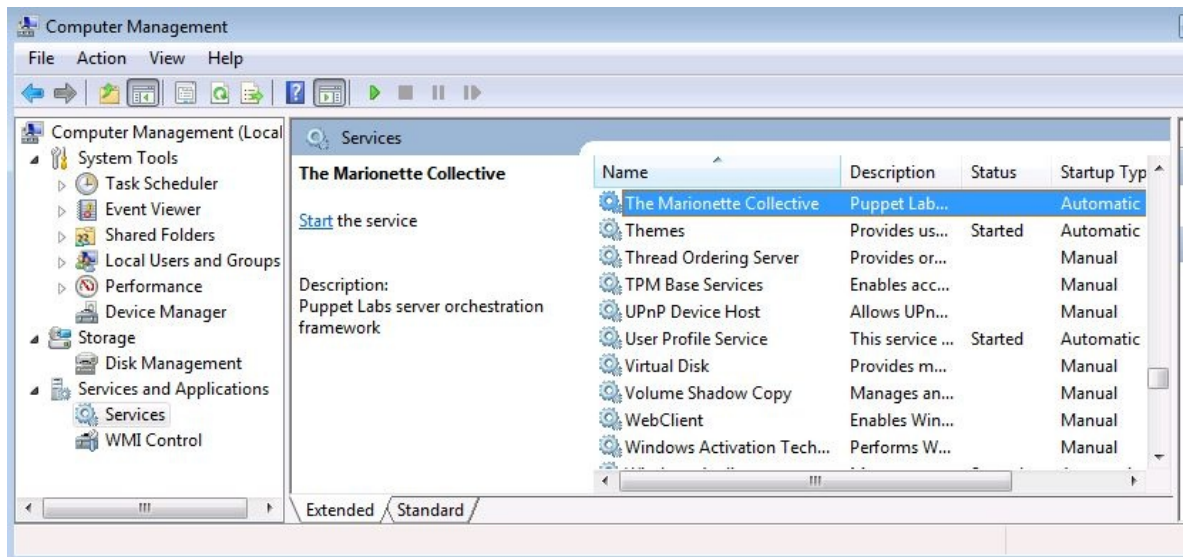 Computer Management
File Action View Help
Computer Management (Local
System Tools
Task Scheduler
Event Viewer
Shared Folders
Local Users and Groups
Performance
Device Manager
Storage
Disk Management
Services and Applications
Services
WMI Control
Services
The Marionette Collective
Start the service
Description:
Puppet Labs server orchestration
framework
Name Description Status Startup Typ
The Marionette Collective Puppet Lab... Automatic
Themes Provides us... Started Automatic
Thread Ordering Server Provides or... Manual
TPM Base Services Enables acc... Manual
UPnP Device Host Allows UPn... Manual
User Profile Service This service ... Started Automatic
Virtual Disk Provides m... Manual
Volume Shadow Copy Manages an... Manual
WebClient Enables Win... Manual
Windows Activation Tech... Performs W... Manual
Extended Standard